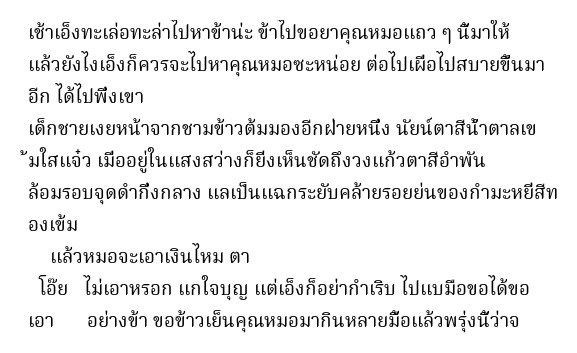 เช้าเอ็งทะเล่อทะล่าไปหาข้าน่ะ ข้าไปขอยาคุณหมอแถว ๆ นี้มาให้
แล้วยังไงเอ็งก็ควรจะไปหาคุณหมอซะหน่อย ต่อไปเผือไปสบายขึ้นมา
อีก ได้ไปพึ่งเขา
เด็กชายเงยหน้าจากชามข้าวต้มมองอีกฝ่ายหนึ่ง นัยน์ตาสีน้ำตาลเข
้มใสแจ๋ว เมื่ออยู่ในแสงสว่างก็ยิ่งเห็นชัดถึงวงแก้วตาสีอำพัน
ล้อมรอบจุดดำกึ่งกลาง แลเป็นแฉกระยับคล้ายรอยย่นของกำมะหยี่สีท
องเข้ม
แล้วหมอจะเอาเงินไหม ตา
โอ๊ย ไม่เอาหรอก แกใจบุญ แต่เอ็งก็อย่ากำเริบ ไปแบมือขอได้ขอ
เอา อย่างข้า ขอข้าวเย็นคุณหมอมากินหลายมื้อแล้วพรุ่งนี้ว่าจ